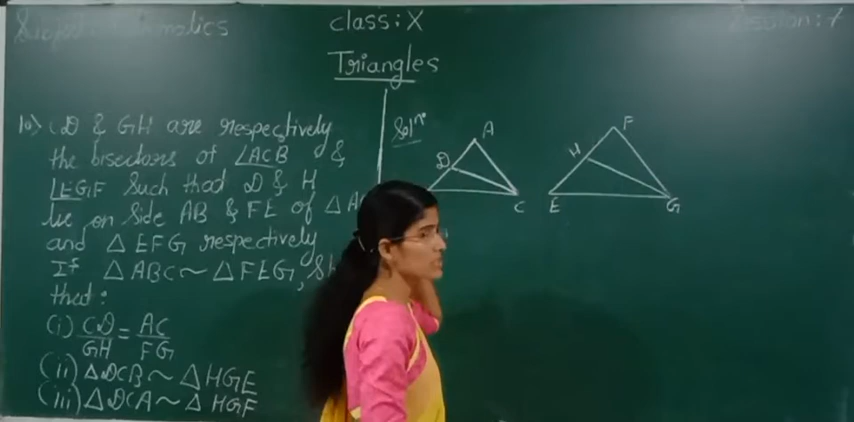 class: X
Triangles
10) CD & GH are respectively
the bisectors of ∠ACB &
∠EGF such that D & H
lie on side AB & FE of △A
and △ EFG respectively
If △ABC ~ △FEG,
that:
(i) CD/GH = AC/FG
(ii) △DCB ~ △HGE
(iii) △DCA ~ △HGF
Solⁿ
A
D
C
F
H
E
G